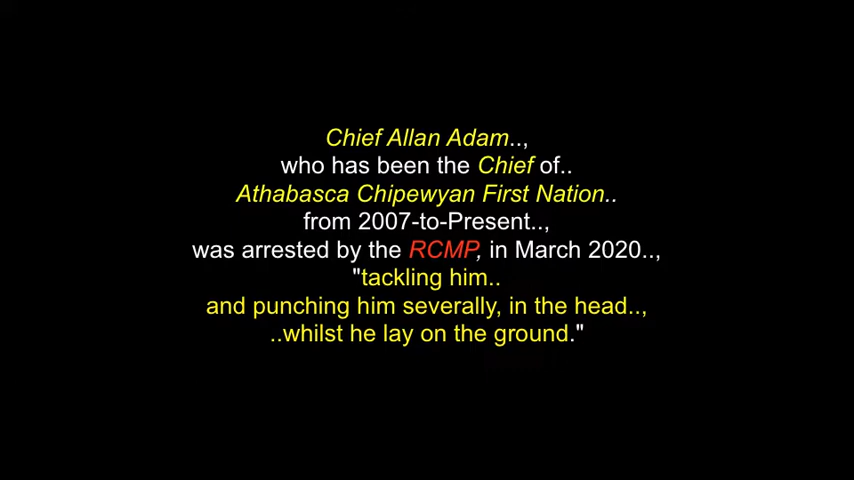 Chief Allan Adam..,
who has been the Chief of..
Athabasca Chipewyan First Nation..
from 2007-to-Present..,
was arrested by the RCMP, in March 2020..,
"tackling him..
and punching him severally, in the head..,
..whilst he lay on the ground."